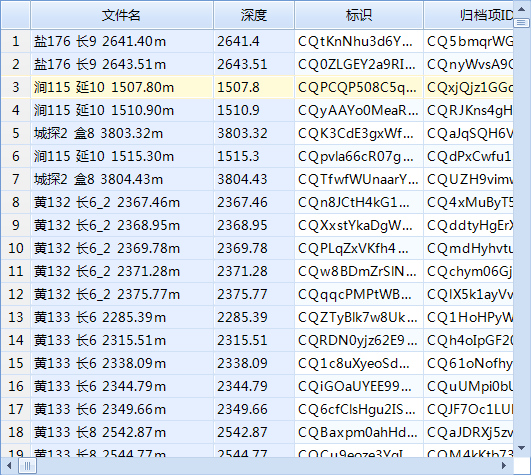 文件名 深度 标识 归档项ID
1 盐176 长9 2641.40m 2641.4 CQtKnNhu3d6Y... CQ5bmqrWG
2 盐176 长9 2643.51m 2643.51 CQ0ZLGEY2a9RI... CQnyWvsA9
3 涧115 延10 1507.80m 1507.8 CQPCQP508C5q... CQxjQjz1GG
4 涧115 延10 1510.90m 1510.9 CQyAAYo0MeaR... CQRJKns4gH
5 城探2 盒8 3803.32m 3803.32 CQK3CdE3gxWf... CQaJqSQH6V
6 涧115 延10 1515.30m 1515.3 CQpvla66cR07g... CQdPxCwfu1
7 城探2 盒8 3804.43m 3804.43 CQTfwfWUnaarY... CQUZH9vimw
8 黄132 长6_2 2367.46m 2367.46 CQn8JCtH4kG1... CQ4xMuByT5
9 黄132 长6_2 2368.95m 2368.95 CQXxstYkaDgW... CQddtyHgErX
10 黄132 长6_2 2369.78m 2369.78 CQPLqZxVKfh4... CQmdHyhvtu
11 黄132 长6_2 2371.28m 2371.28 CQw8BDmZrSlN... CQchym06Gj
12 黄132 长6_2 2375.77m 2375.77 CQqqcPMPtWB... CQIX5k1ayVv
13 黄133 长6 2285.39m 2285.39 CQZTyBlk7w8Uk... CQ1HoHPyW
14 黄133 长6 2315.51m 2315.51 CQRDN0yjz62E9... CQh4oIpGF20
15 黄133 长6 2338.09m 2338.09 CQ1c8uXyeoSd... CQ61oNofhy
16 黄133 长6 2344.79m 2344.79 CQiGOaUYEE99... CQuUMpi0bU
17 黄133 长6 2349.66m 2349.66 CQ6cfClsHgu2IS... CQJF7Oc1LU
18 黄133 长8 2542.87m 2542.87 CQBaxpm0ahHd... CQaJDRXj5zv
19 黄133 长8 2544.77m 2544.77